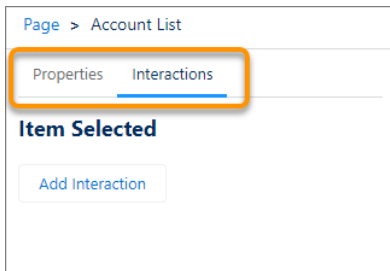 Page > Account List
Properties Interactions
Item Selected
Add Interaction